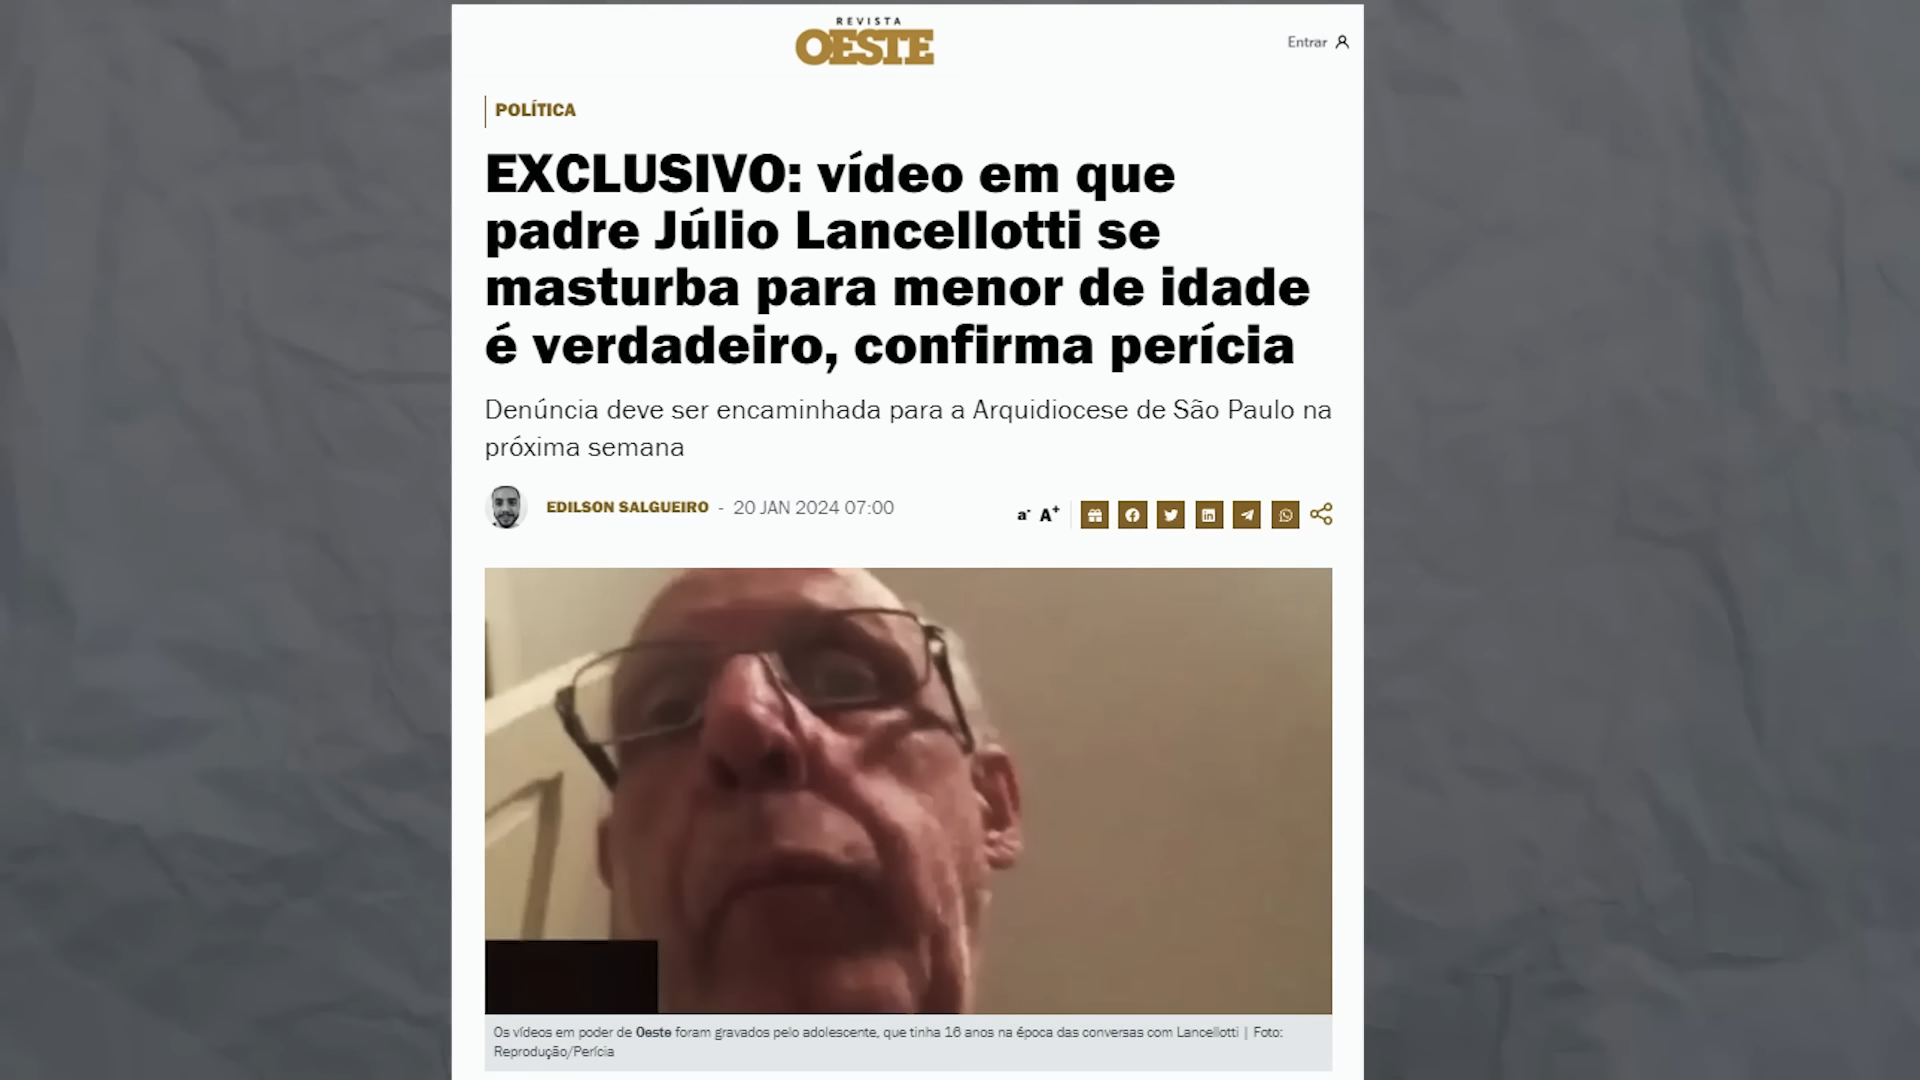 REVISTA
OESTE
Entrar
POLÍTICA
EXCLUSIVO: vídeo em que
padre Júlio Lancellotti se
masturba para menor de idade
é verdadeiro, confirma perícia
Denúncia deve ser encaminhada para a Arquidiocese de São Paulo na
próxima semana
EDILSON SALGUEIRO - 20 JAN 2024 07:00
a- A+
Os vídeos em poder de Oeste foram gravados pelo adolescente, que tinha 16 anos na época das conversas com Lancellotti | Foto:
Reprodução/Perícia